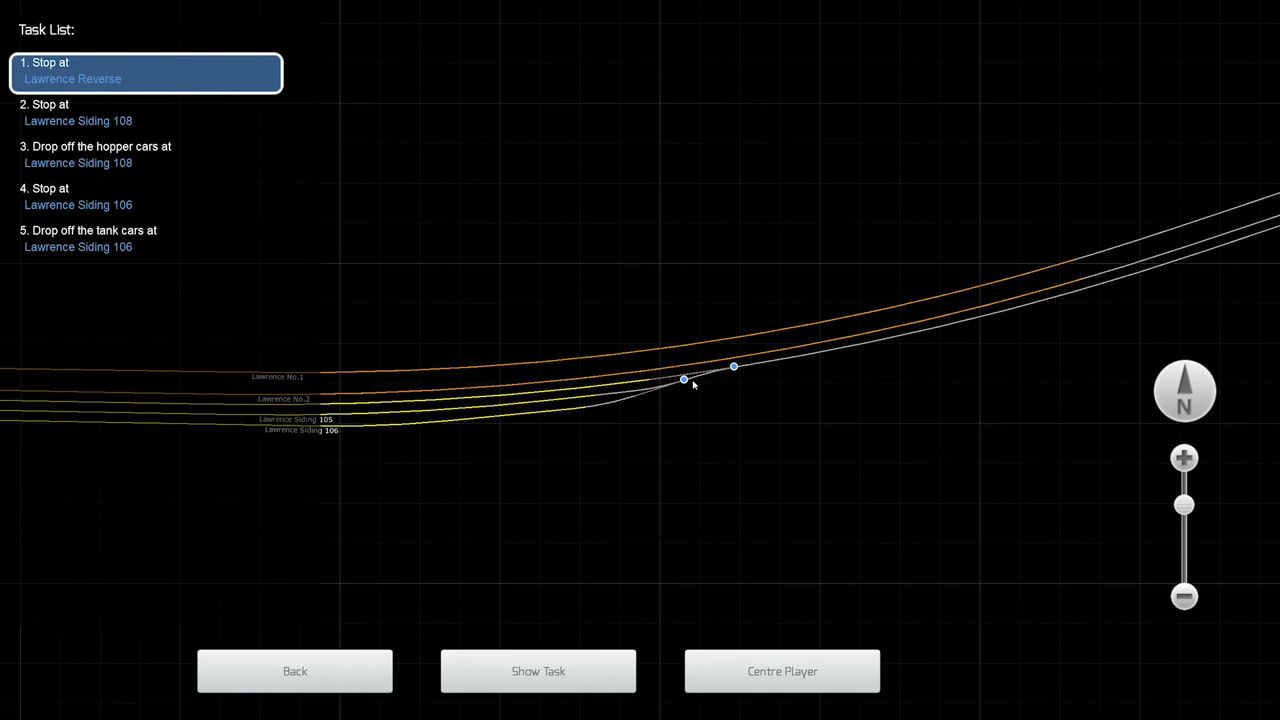 Task List:
1. Stop at
Lawrence Reverse
2. Stop at
Lawrence Siding 108
3. Drop off the hopper cars at
Lawrence Siding 108
4. Stop at
Lawrence Siding 106
5. Drop off the tank cars at
Lawrence Siding 106
Lawrence No.1
Lawrence No.2
Lawrence Siding 105
Lawrence Siding 106
N
Back
Show Task
Centre Player